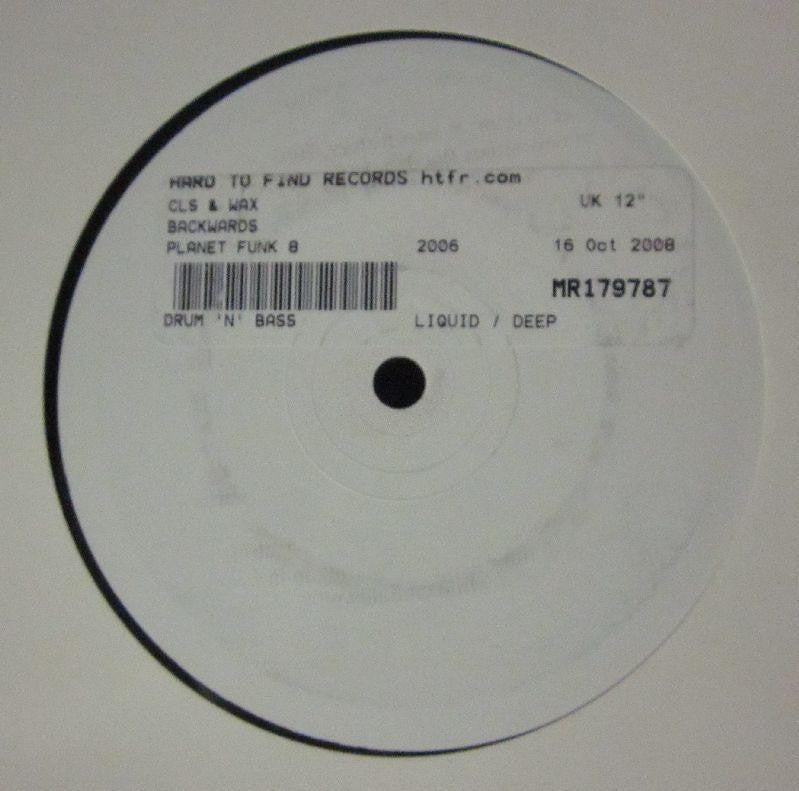 HARD TO FIND RECORDS htfr.com
CLS & WAX UK 12"
BACKWARDS
PLANET FUNK 8 2006 16 Oct 2008
MR179787
DRUM 'N' BASS LIQUID / DEEP